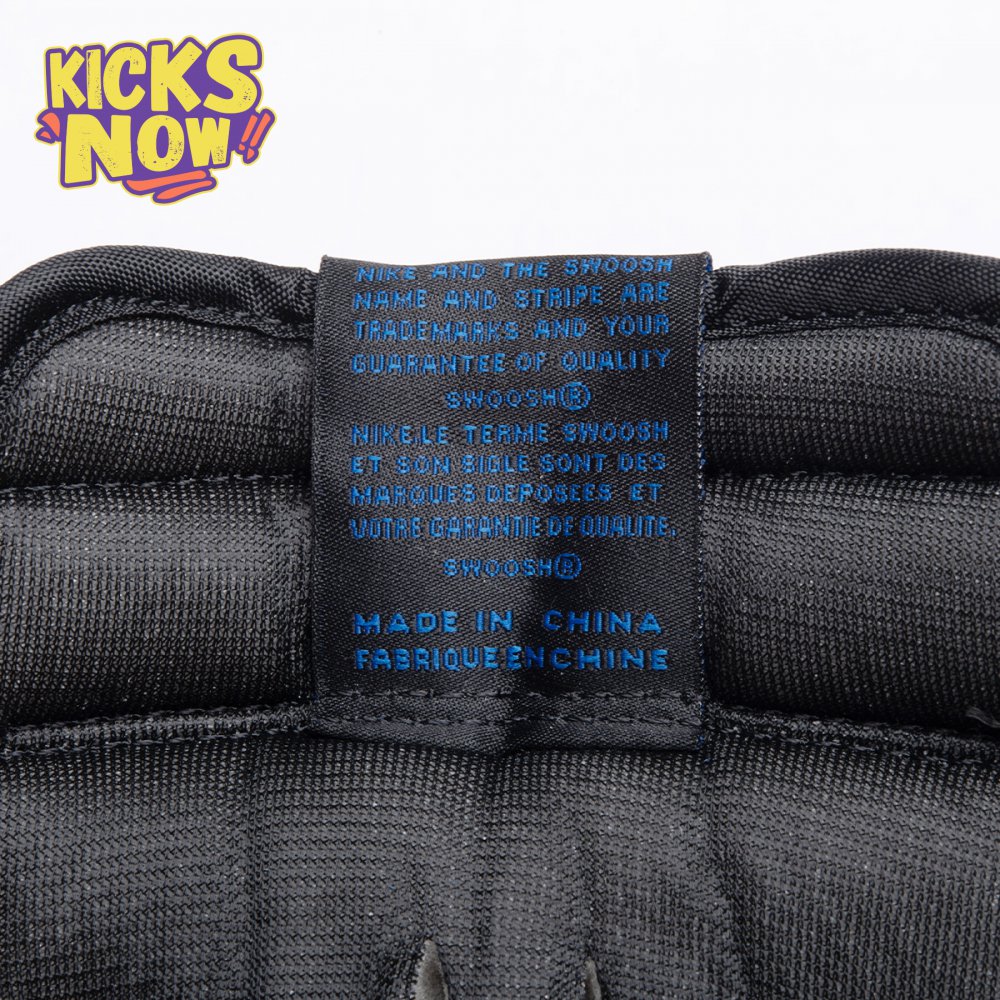 KICKS
NOW!!
NIKE AND THE SWOOSH
NAME AND STRIPE ARE
TRADEMARKS AND YOUR
GUARANTEE OF QUALITY
SWOOSH®
NIKE,LE TERME SWOOSH
ET SON SIGLE SONT DES
MARQUES DEPOSEES ET
VOTRE GARANTIE DE QUALITE.
SWOOSH®
MADE IN CHINA
FABRIQUE EN CHINE